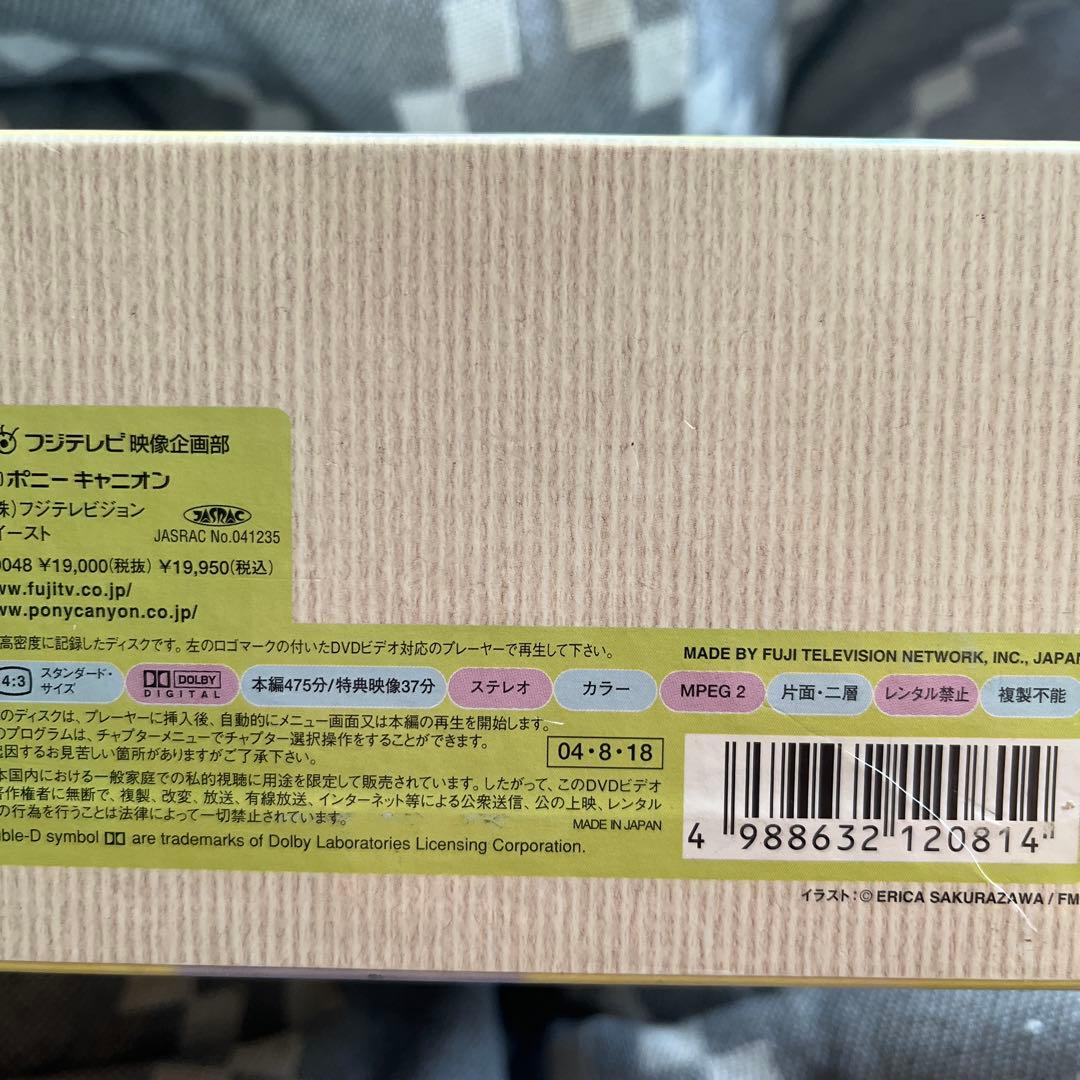 フジテレビ 映像企画部
ポニー キャニオン
株)フジテレビジョン
イースト
JASRAC
JASRAC No.041235
0048 ¥19,000(税抜) ¥19,950(税込)
ww.fujitv.co.jp/
ww.ponycanyon.co.jp/
高密度に記録したディスクです。左のロゴマークの付いたDVDビデオ対応のプレーヤーで再生して下さい。
MADE BY FUJI TELEVISION NETWORK, INC., JAPAN
4:3 スタンダード・サイズ
DOLBY DIGITAL
本編475分/特典映像37分
ステレオ
カラー
MPEG 2
片面・二層
レンタル禁止
複製不能
のディスクは、プレーヤーに挿入後、自動的にメニュー画面又は本編の再生を開始します。
のプログラムは、チャプターメニューでチャプター選択操作をすることができます。
起因するお見苦しい箇所がありますがご了承下さい。
04・8・18
本国内における一般家庭での私的視聴に用途を限定して販売されています。したがって、このDVDビデオ
著作権者に無断で、複製、改変、放送、有線放送、インターネット等による公衆送信、公の上映、レンタル
の行為を行うことは法律によって一切禁止されています。
MADE IN JAPAN
uble-D symbol are trademarks of Dolby Laboratories Licensing Corporation.
4 988632 120814
イラスト：© ERICA SAKURAZAWA / FM